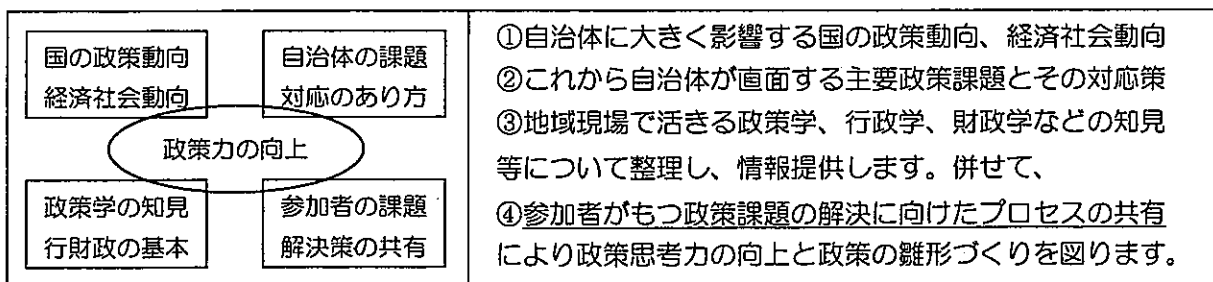 国の政策動向
経済社会動向
自治体の課題
対応のあり方
政策力の向上
政策学の知見
行財政の基本
参加者の課題
解決策の共有
①自治体に大きく影響する国の政策動向、経済社会動向
②これから自治体が直面する主要政策課題とその対応策
③地域現場で活きる政策学、行政学、財政学などの知見
等について整理し、情報提供します。併せて、
④参加者がもつ政策課題の解決に向けたプロセスの共有
により政策思考力の向上と政策の雛形づくりを図ります。